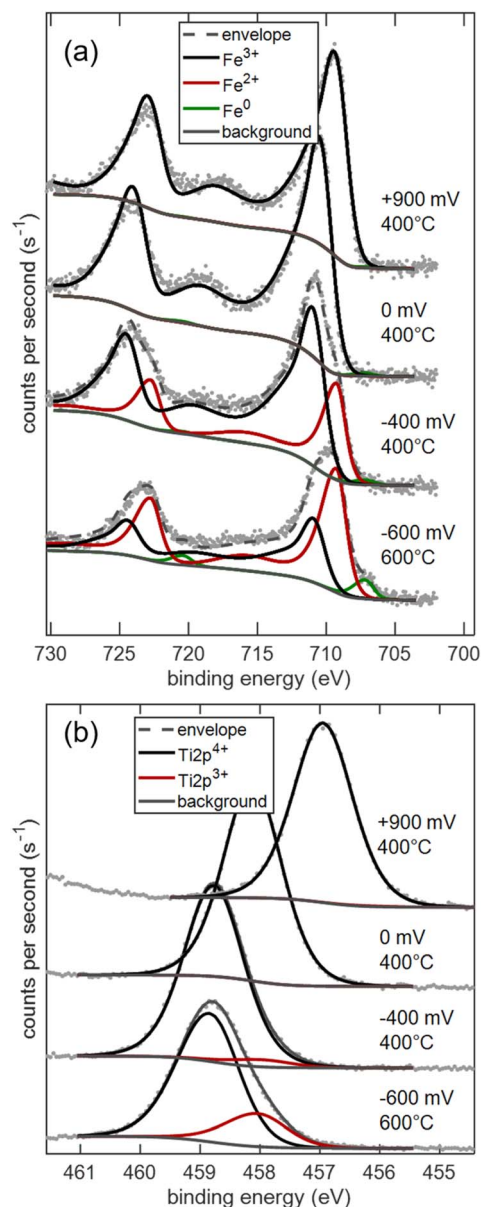 (a)
envelope
Fe³⁺
Fe²⁺
Fe⁰
background
+900 mV
400°C
0 mV
400°C
-400 mV
400°C
-600 mV
600°C
counts per second (s⁻¹)
730 725 720 715 710 705 700
binding energy (eV)
(b)
envelope
Ti2p⁴⁺
Ti2p³⁺
background
+900 mV
400°C
0 mV
400°C
-400 mV
400°C
-600 mV
600°C
counts per second (s⁻¹)
461 460 459 458 457 456 455
binding energy (eV)